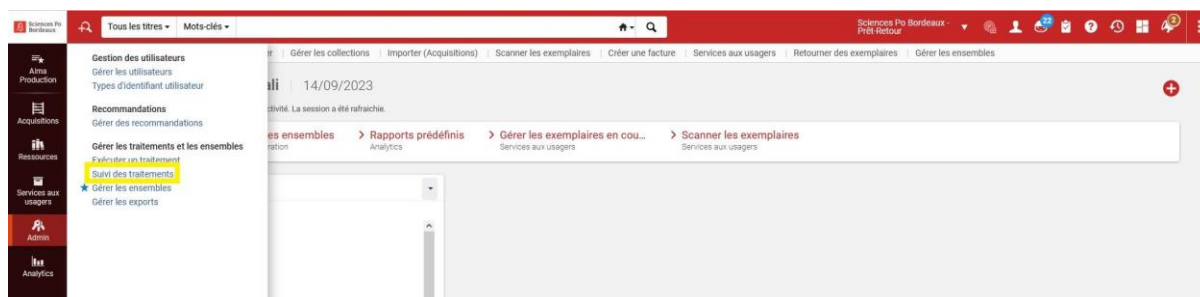 Sciences Po Bordeaux
Tous les titres
Mots-clés
Sciences Po Bordeaux - Prêt-Retour
22
2
Alma Production
Acquisitions
Ressources
Services aux usagers
Admin
Analytics
Gestion des utilisateurs
Gérer les utilisateurs
Types d'identifiant utilisateur
Recommandations
Gérer des recommandations
Gérer les traitements et les ensembles
Exécuter un traitement
Suivi des traitements
Gérer les ensembles
Gérer les exports
Gérer les collections | Importer (Acquisitions) | Scanner les exemplaires | Créer une facture | Services aux usagers | Retourner des exemplaires | Gérer les ensembles
ali | 14/09/2023
ctivité. La session a été rafraichie.
es ensembles
ration
Rapports prédéfinis
Analytics
Gérer les exemplaires en cou...
Services aux usagers
Scanner les exemplaires
Services aux usagers